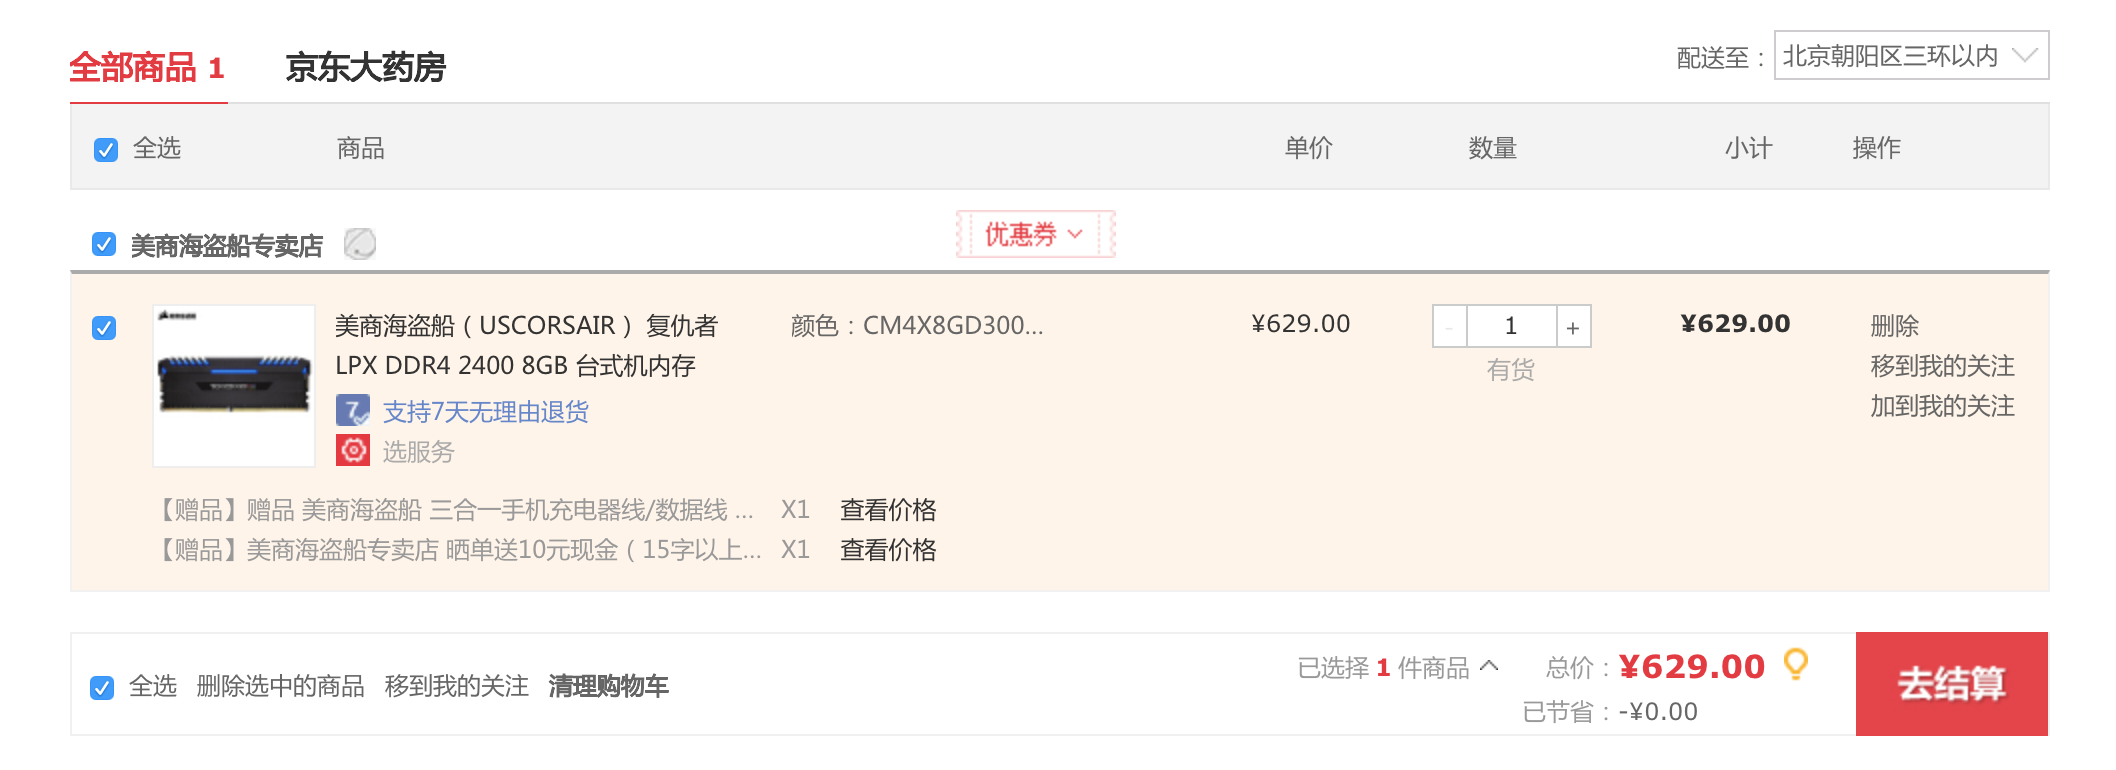 全部商品 1 京东大药房 配送至：北京朝阳区三环以内
全选 商品 单价 数量 小计 操作
美商海盗船专卖店 优惠券
美商海盗船（USCORSAIR） 复仇者 颜色：CM4X8GD300... ¥629.00 - 1 + ¥629.00 删除
LPX DDR4 2400 8GB 台式机内存 有货 移到我的关注
7 支持7天无理由退货 加到我的关注
选服务
【赠品】赠品 美商海盗船 三合一手机充电器线/数据线 ... X1 查看价格
【赠品】美商海盗船专卖店 晒单送10元现金（15字以上... X1 查看价格
全选 删除选中的商品 移到我的关注 清理购物车 已选择 1 件商品 总价：¥629.00 去结算
已节省：-¥0.00